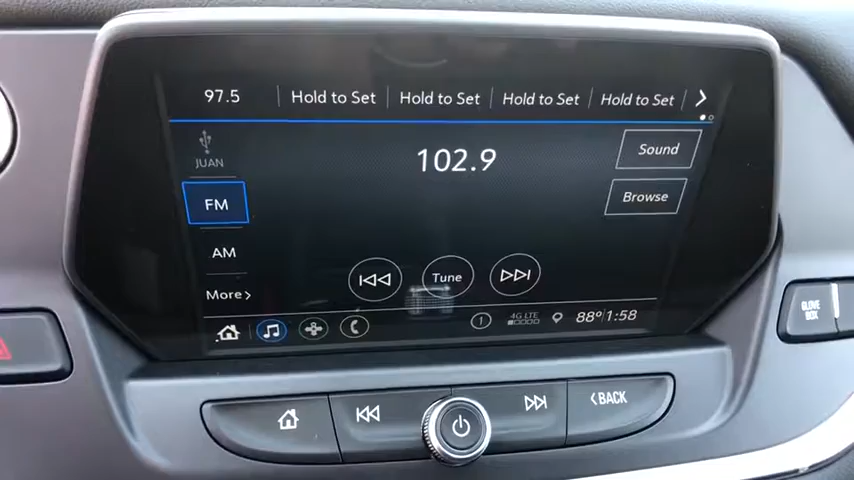 97.5 Hold to Set Hold to Set Hold to Set Hold to Set
JUAN
102.9
Sound
FM
Browse
AM
Tune
More
4G LTE
88° 1:58
GLOVE
BOX
BACK